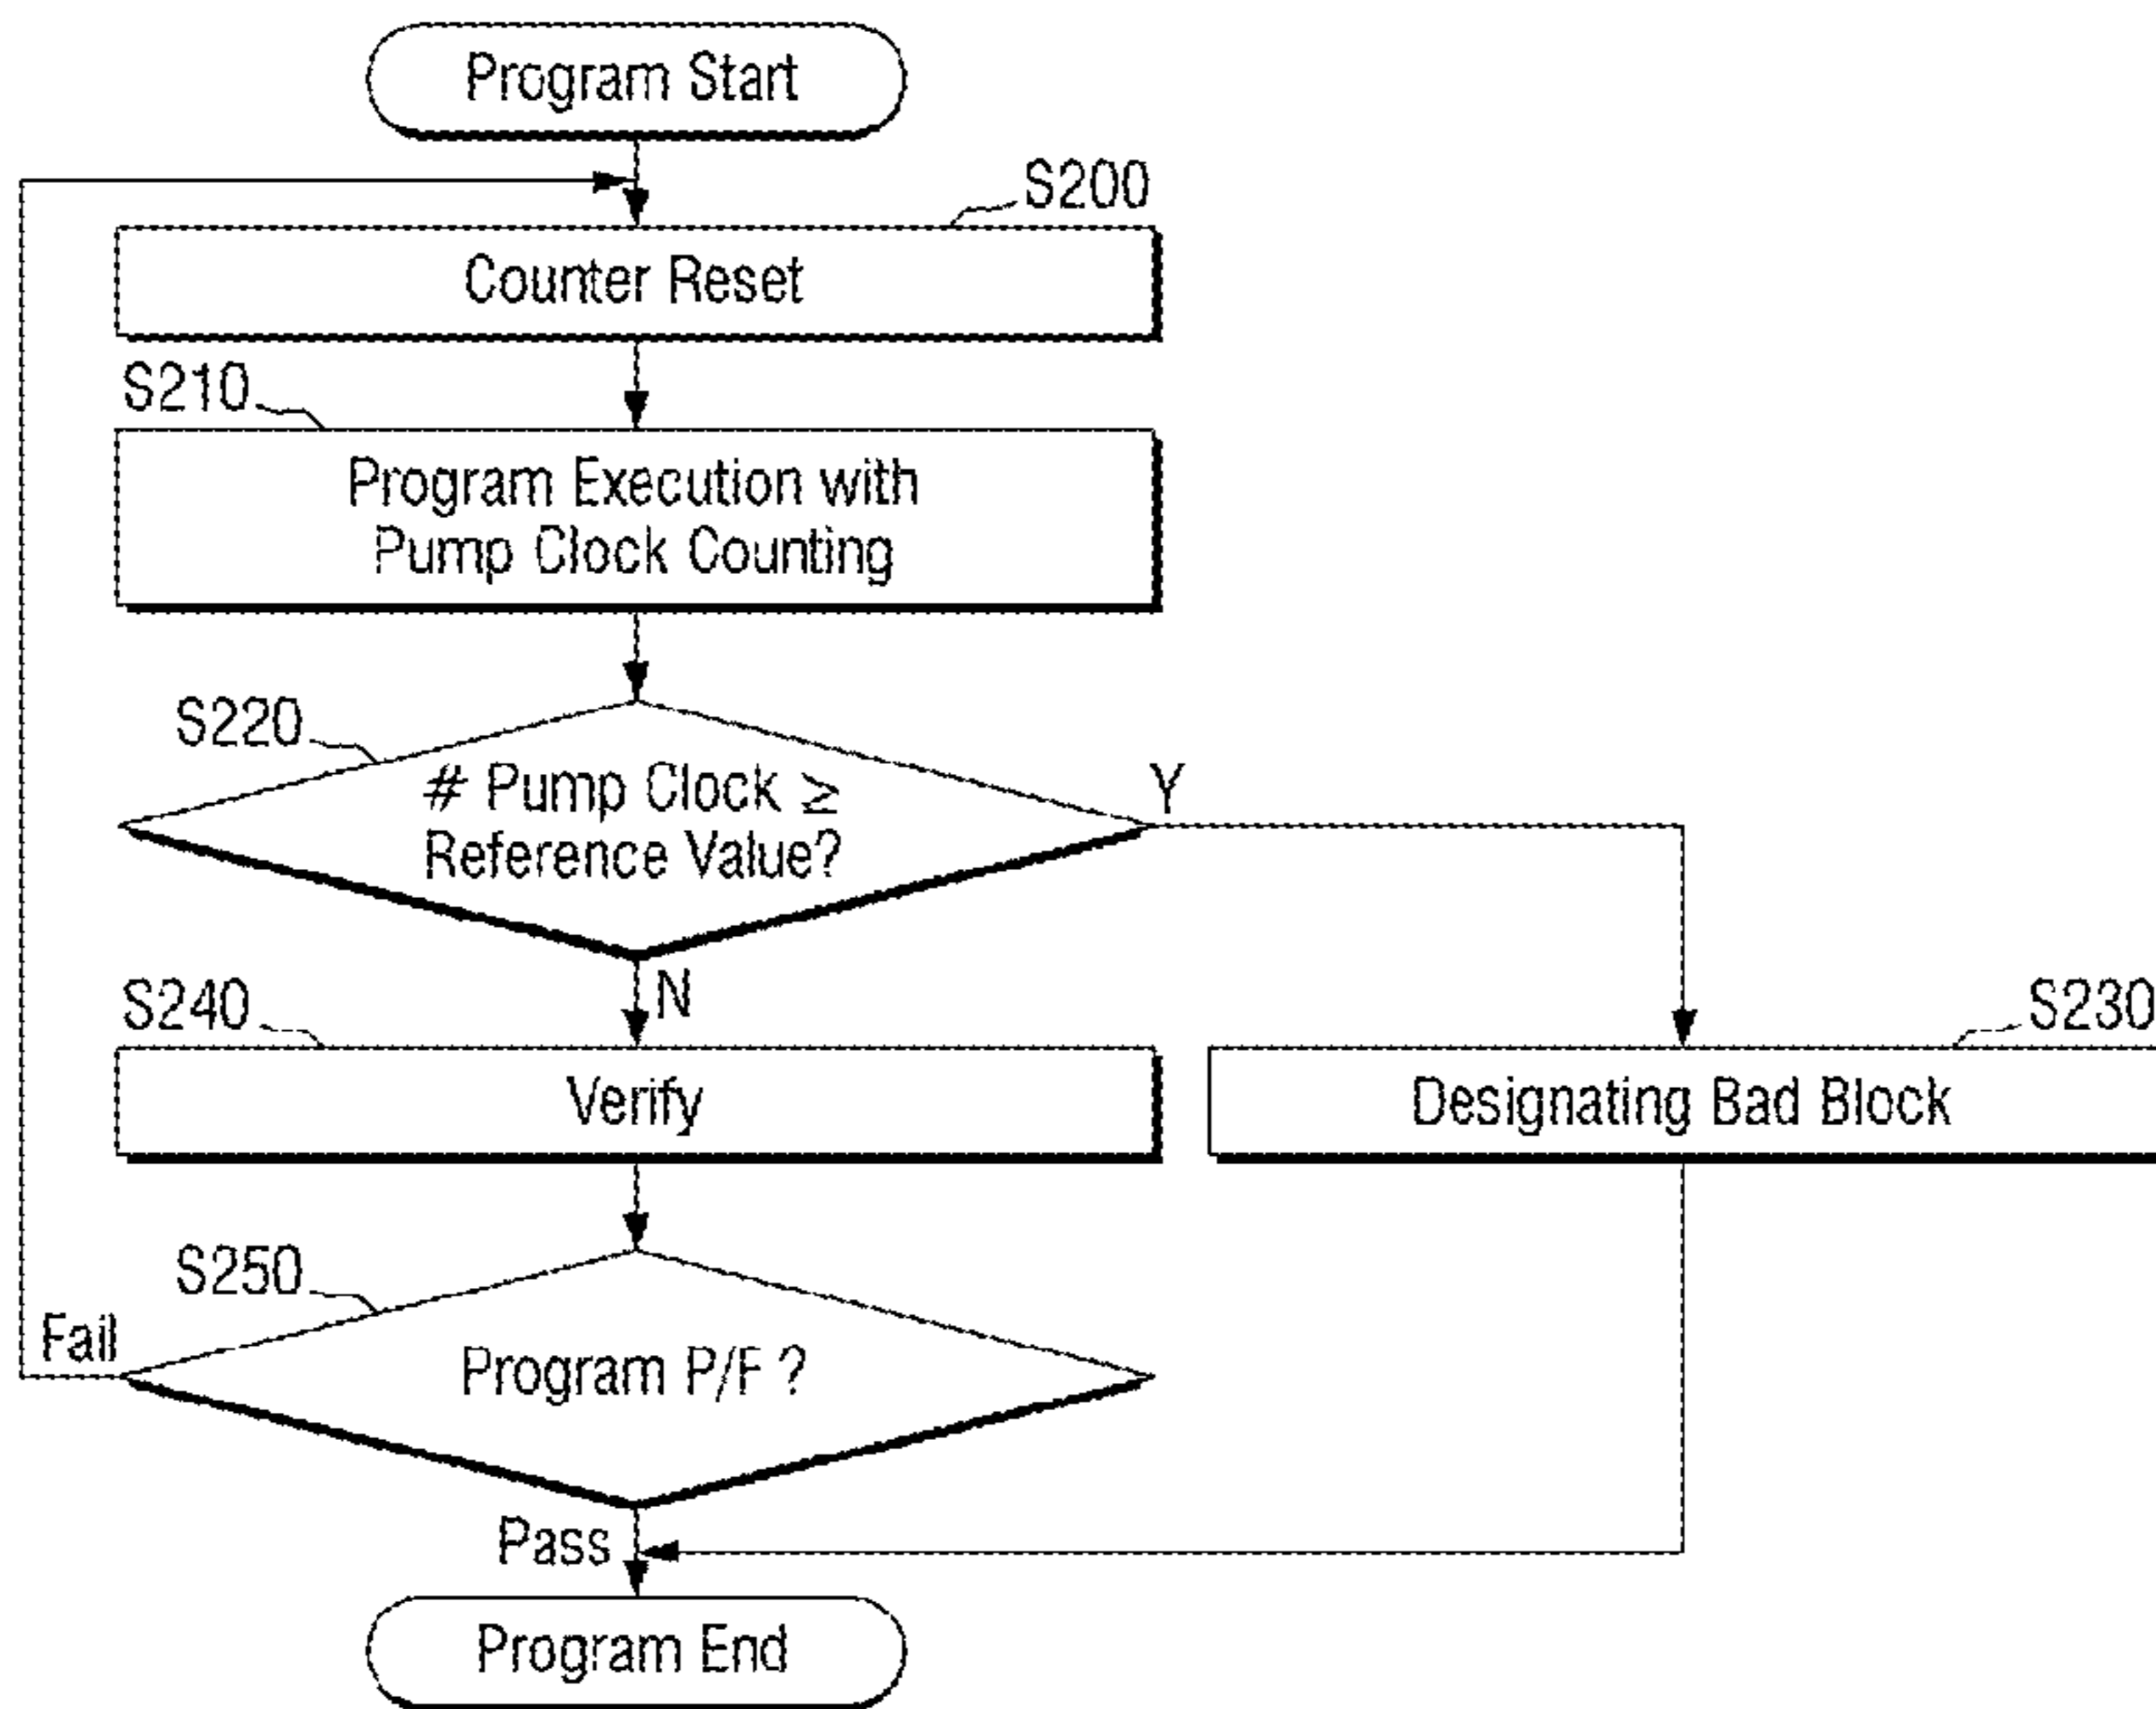 Program Start
S200
Counter Reset
S210
Program Execution with
Pump Clock Counting
S220
# Pump Clock ≥
Reference Value?
Y
N
S240
Verify
S230
Designating Bad Block
S250
Fail
Program P/F ?
Pass
Program End